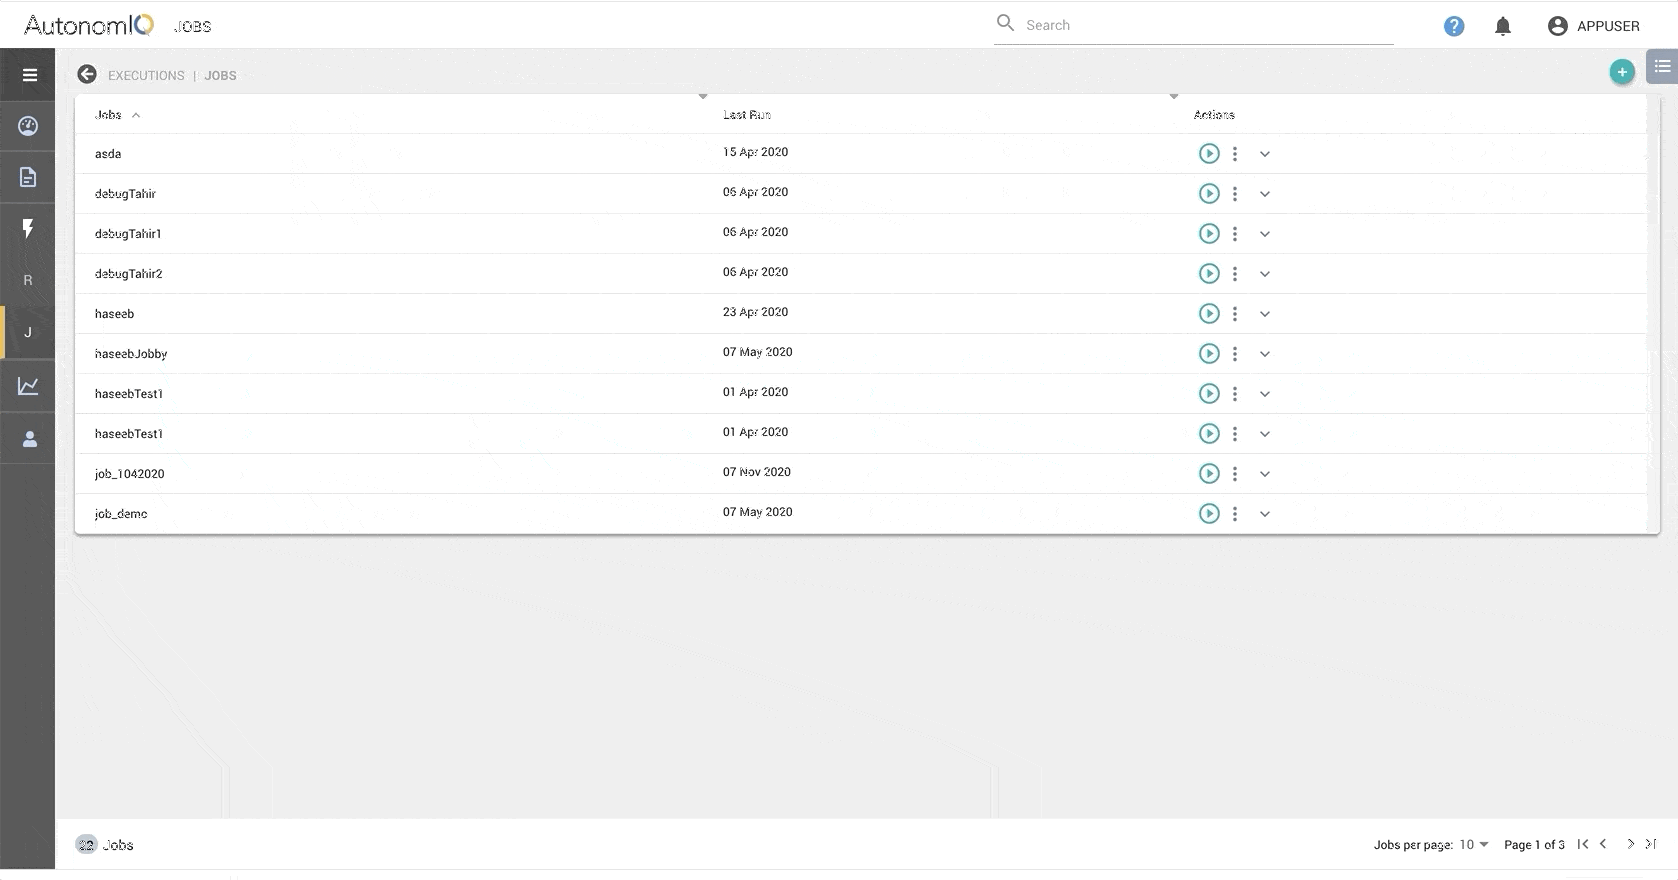 AutonomIQ JOBS Search ? APPUSER
EXECUTIONS | JOBS
Jobs Last Run Actions
asda 15 Apr 2020
debugTahir 06 Apr 2020
debugTahir1 06 Apr 2020
R
debugTahir2 06 Apr 2020
haseeb 23 Apr 2020
J
haseebJobby 07 May 2020
haseebTest1 01 Apr 2020
haseebTest1 01 Apr 2020
job_1042020 07 Nov 2020
job_demo 07 May 2020
22 Jobs Jobs per page: 10 Page 1 of 3